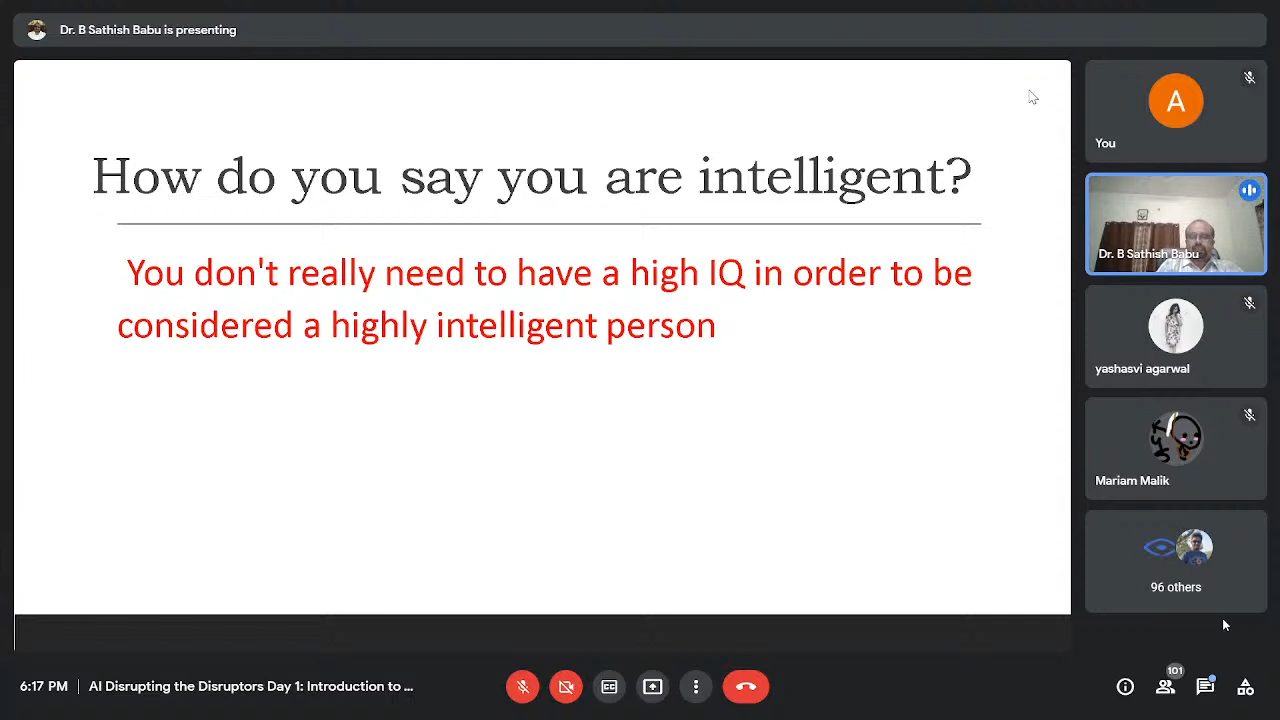 Dr. B Sathish Babu is presenting
How do you say you are intelligent?
You don't really need to have a high IQ in order to be
considered a highly intelligent person
A
You
Dr. B Sathish Babu
yashasvi agarwal
Mariam Malik
96 others
6:17 PM | AI Disrupting the Disruptors Day 1: Introduction to ...
CC
101